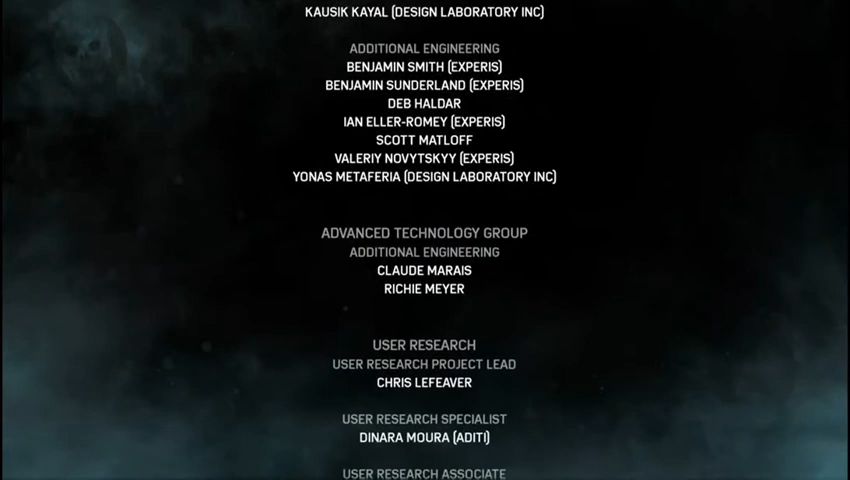 KAUSIK KAYAL (DESIGN LABORATORY INC)
ADDITIONAL ENGINEERING
BENJAMIN SMITH (EXPERIS)
BENJAMIN SUNDERLAND (EXPERIS)
DEB HALDAR
IAN ELLER-ROMEY (EXPERIS)
SCOTT MATLOFF
VALERIY NOVYTSKYY (EXPERIS)
YONAS METAFERIA (DESIGN LABORATORY INC)
ADVANCED TECHNOLOGY GROUP
ADDITIONAL ENGINEERING
CLAUDE MARAIS
RICHIE MEYER
USER RESEARCH
USER RESEARCH PROJECT LEAD
CHRIS LEFEAVER
USER RESEARCH SPECIALIST
DINARA MOURA (ADITI)
USER RESEARCH ASSOCIATE